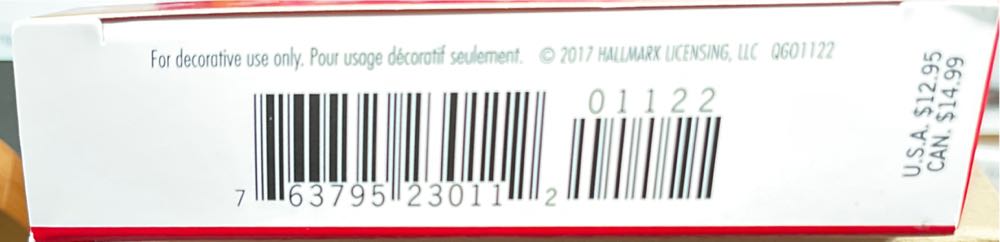 For decorative use only. Pour usage décoratif seulement. © 2017 HALLMARK LICENSING, LLC QGO1122
01122
7 63795 23011 2
U.S.A. $12.95
CAN. $14.99